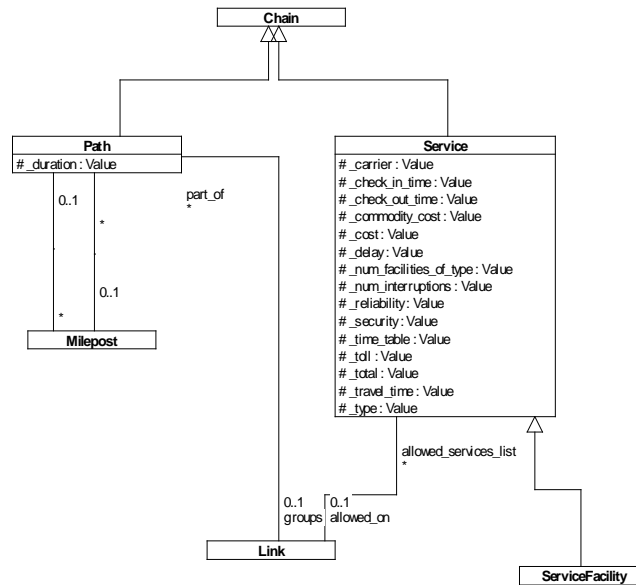 Chain
Path
# _duration : Value
0..1
*
*
0..1
Milepost
part_of
*
Service
# _carrier : Value
# _check_in_time : Value
# _check_out_time : Value
# _commodity_cost : Value
# _cost : Value
# _delay : Value
# _num_facilities_of_type : Value
# _num_interruptions : Value
# _reliability : Value
# _security : Value
# _time_table : Value
# _toll : Value
# _total : Value
# _travel_time : Value
# _type : Value
allowed_services_list
*
0..1
groups
0..1
allowed_on
Link
ServiceFacility